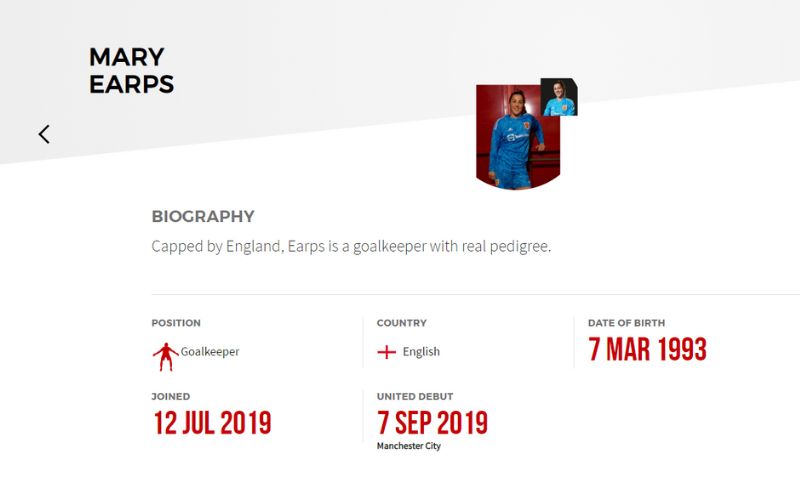 MARY
EARPS
BIOGRAPHY
Capped by England, Earps is a goalkeeper with real pedigree.
POSITION
Goalkeeper
COUNTRY
English
DATE OF BIRTH
7 MAR 1993
JOINED
12 JUL 2019
UNITED DEBUT
7 SEP 2019
Manchester City